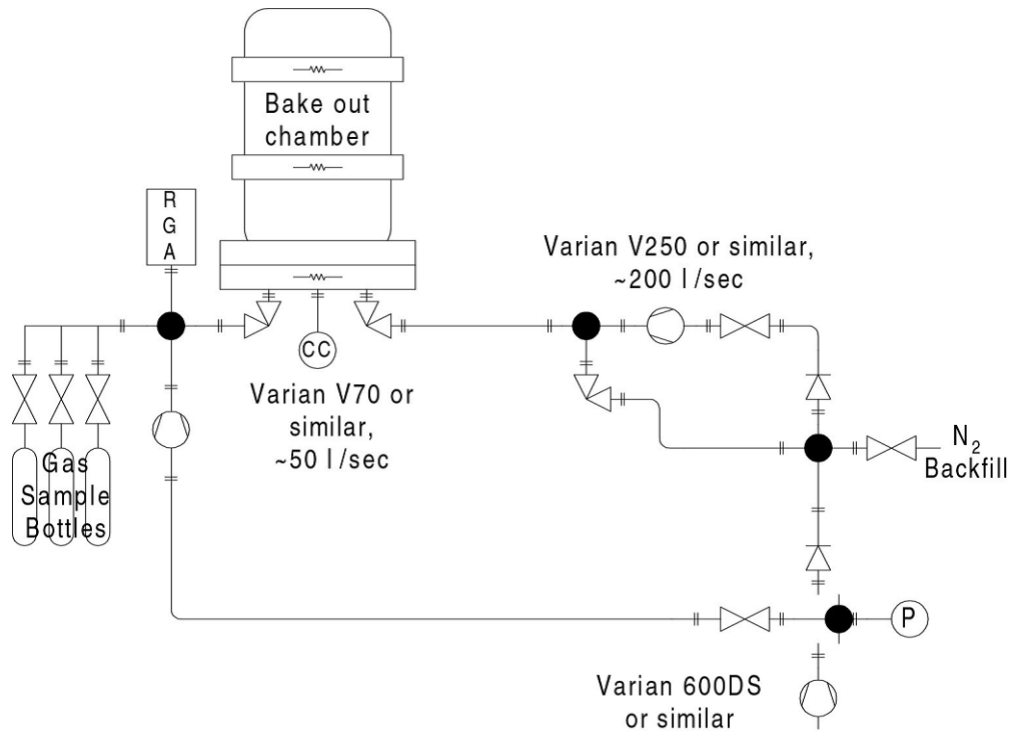 Bake out
chamber
R
G
A
Varian V250 or similar,
~200 l/sec
CC
Varian V70 or
similar,
~50 l/sec
N2
Backfill
Gas
Sample
Bottles
P
Varian 600DS
or similar